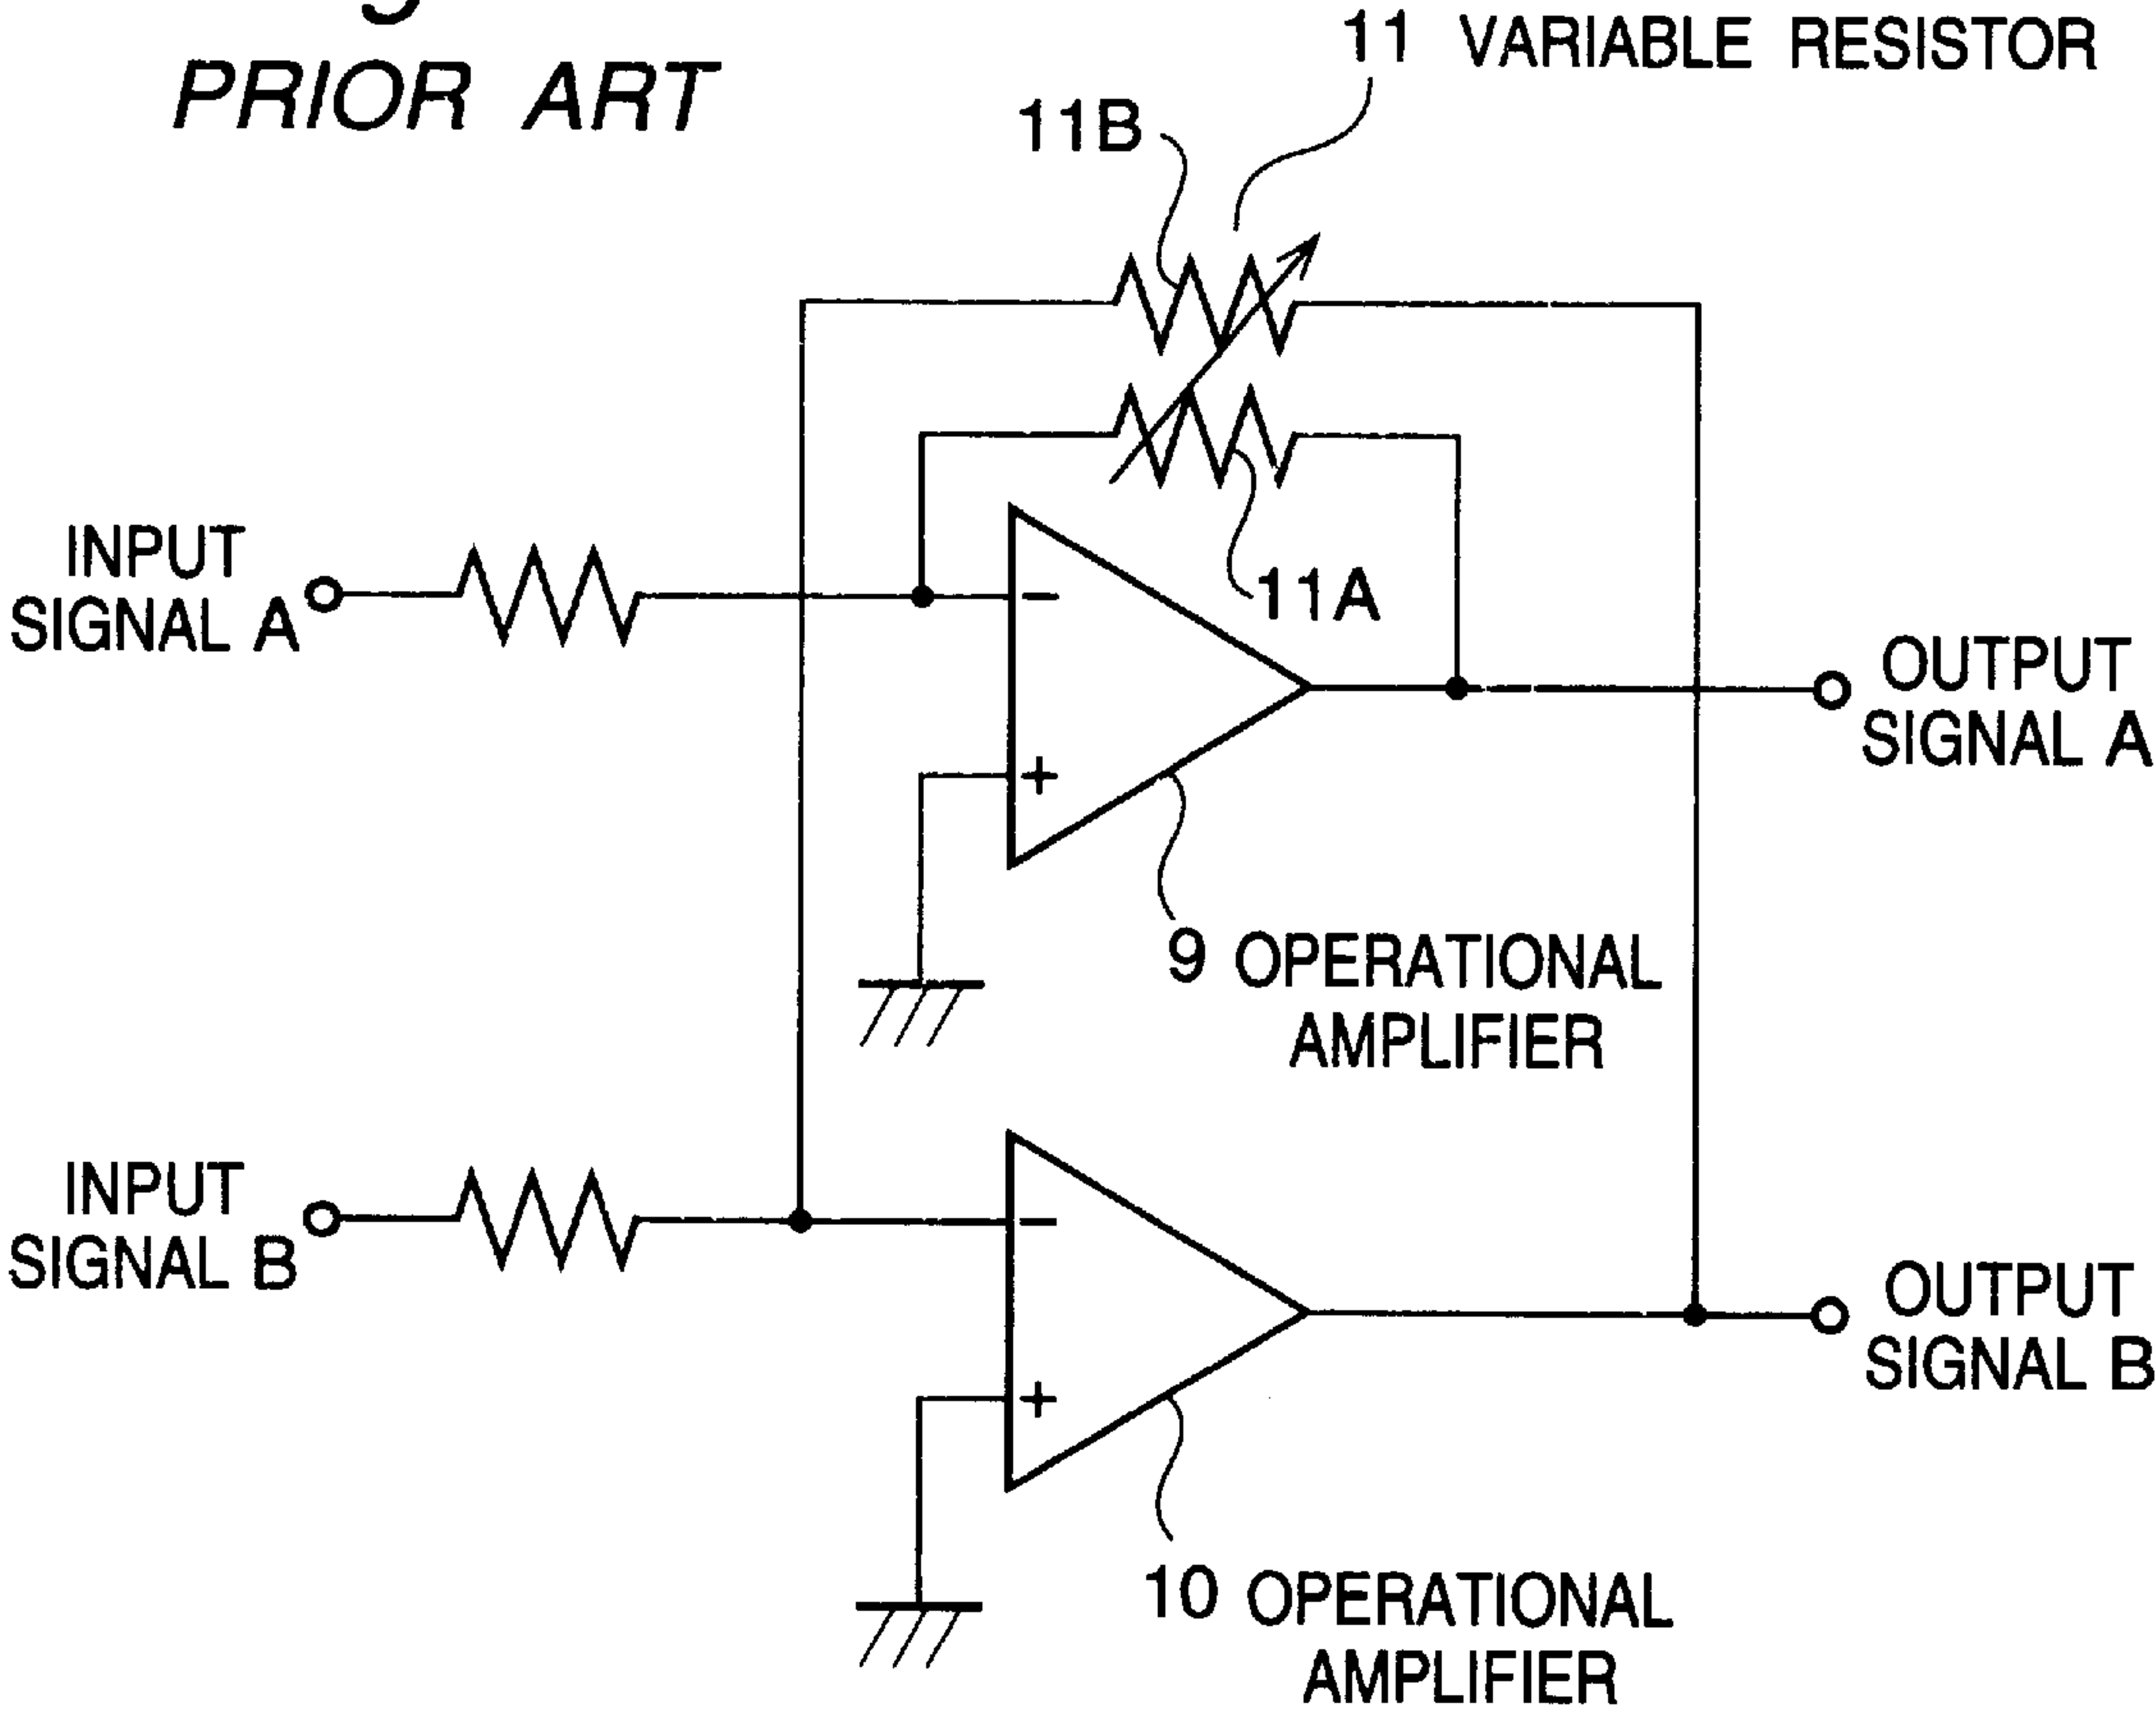 PRIOR ART
11 VARIABLE RESISTOR
11B
INPUT
SIGNAL A
−
11A
OUTPUT
SIGNAL A
+
9 OPERATIONAL
AMPLIFIER
INPUT
SIGNAL B
−
OUTPUT
SIGNAL B
+
10 OPERATIONAL
AMPLIFIER